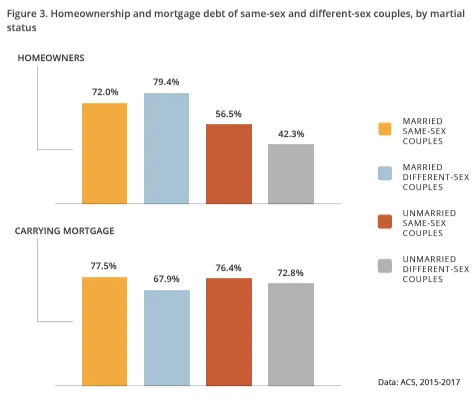 Figure 3. Homeownership and mortgage debt of same-sex and different-sex couples, by martial
status
HOMEOWNERS
72.0%
79.4%
56.5%
42.3%
MARRIED
SAME-SEX
COUPLES
MARRIED
DIFFERENT-SEX
COUPLES
UNMARRIED
SAME-SEX
COUPLES
UNMARRIED
DIFFERENT-SEX
COUPLES
CARRYING MORTGAGE
77.5%
67.9%
76.4%
72.8%
Data: ACS, 2015-2017